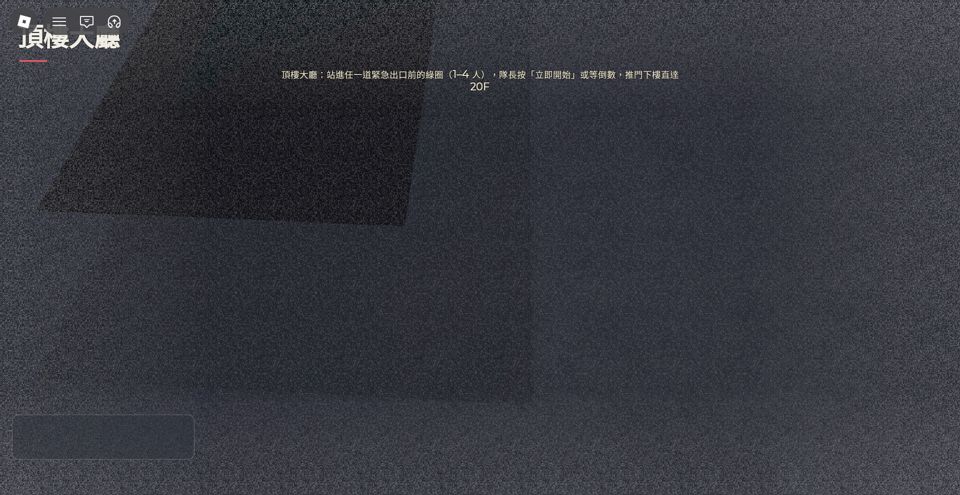 頂樓大廳
頂樓大廳：站進任一道緊急出口前的綠圈（1–4 人），隊長按「立即開始」或等倒數，推門下樓直達
20F